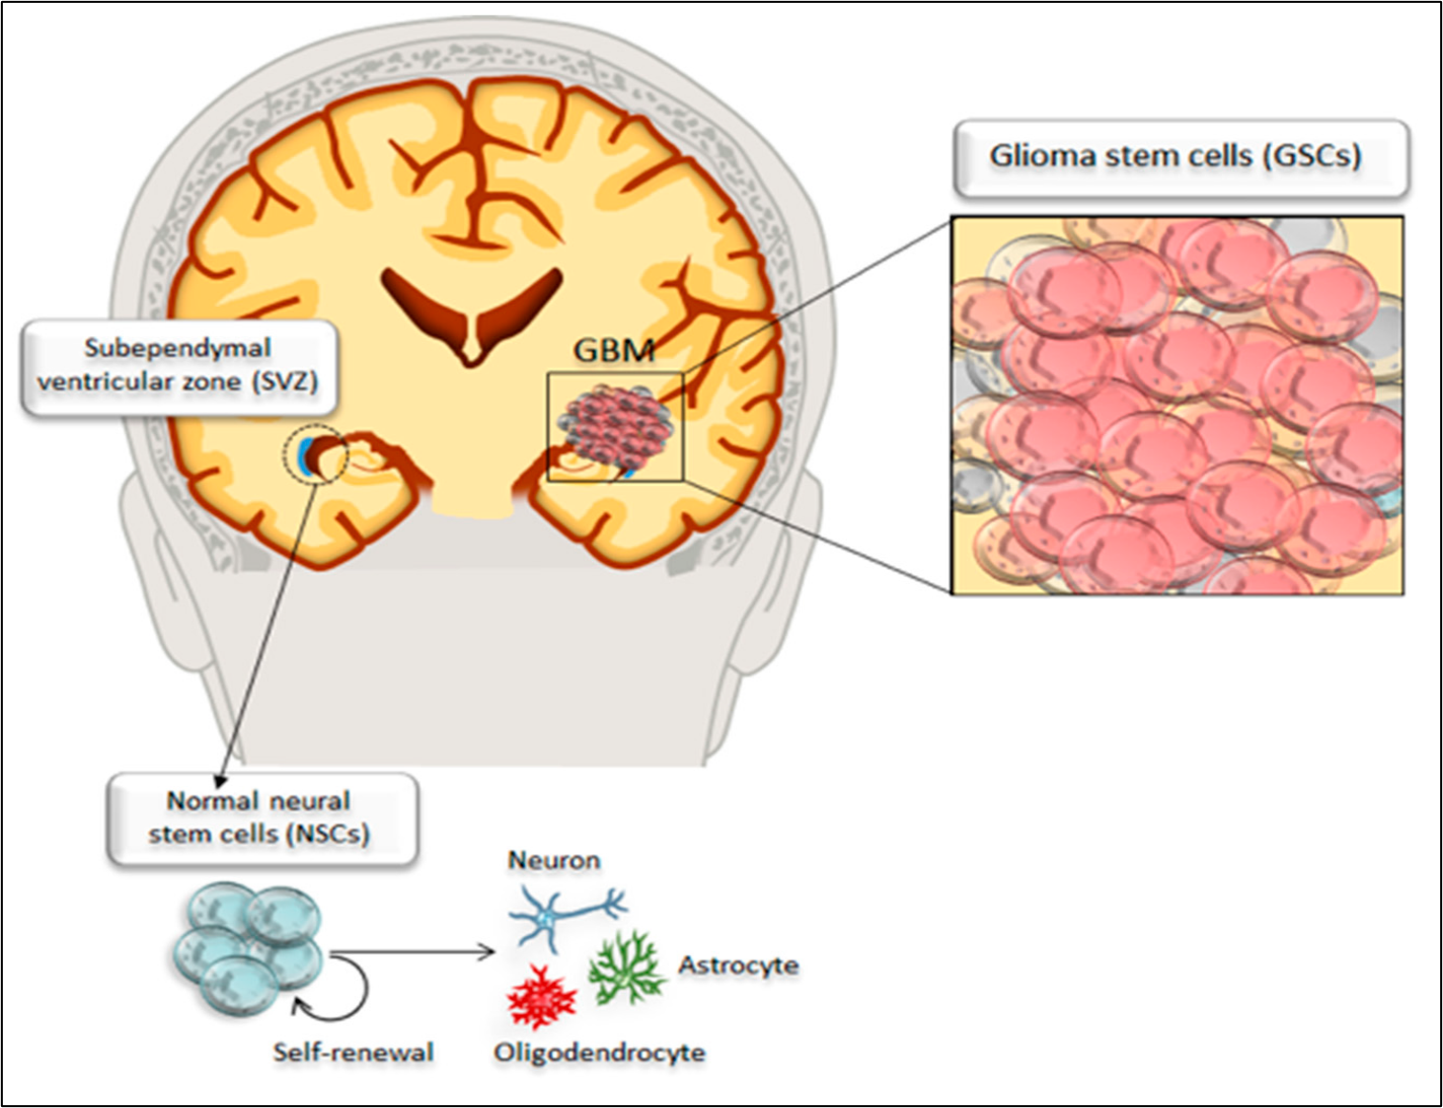 Glioma stem cells (GSCs)
Subependymal
ventricular zone (SVZ)
GBM
Normal neural
stem cells (NSCs)
Neuron
Astrocyte
Self-renewal
Oligodendrocyte